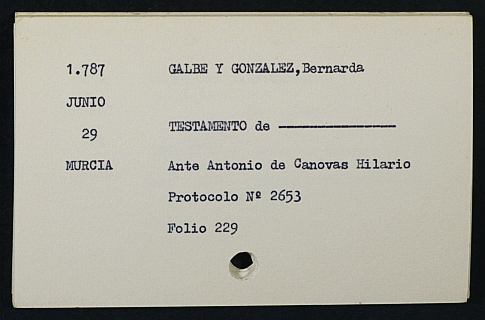 1.787 GALBE Y GONZALEZ,Bernarda
JUNIO
29 TESTAMENTO de ----------------
MURCIA Ante Antonio de Canovas Hilario
Protocolo Nº 2653
Folio 229